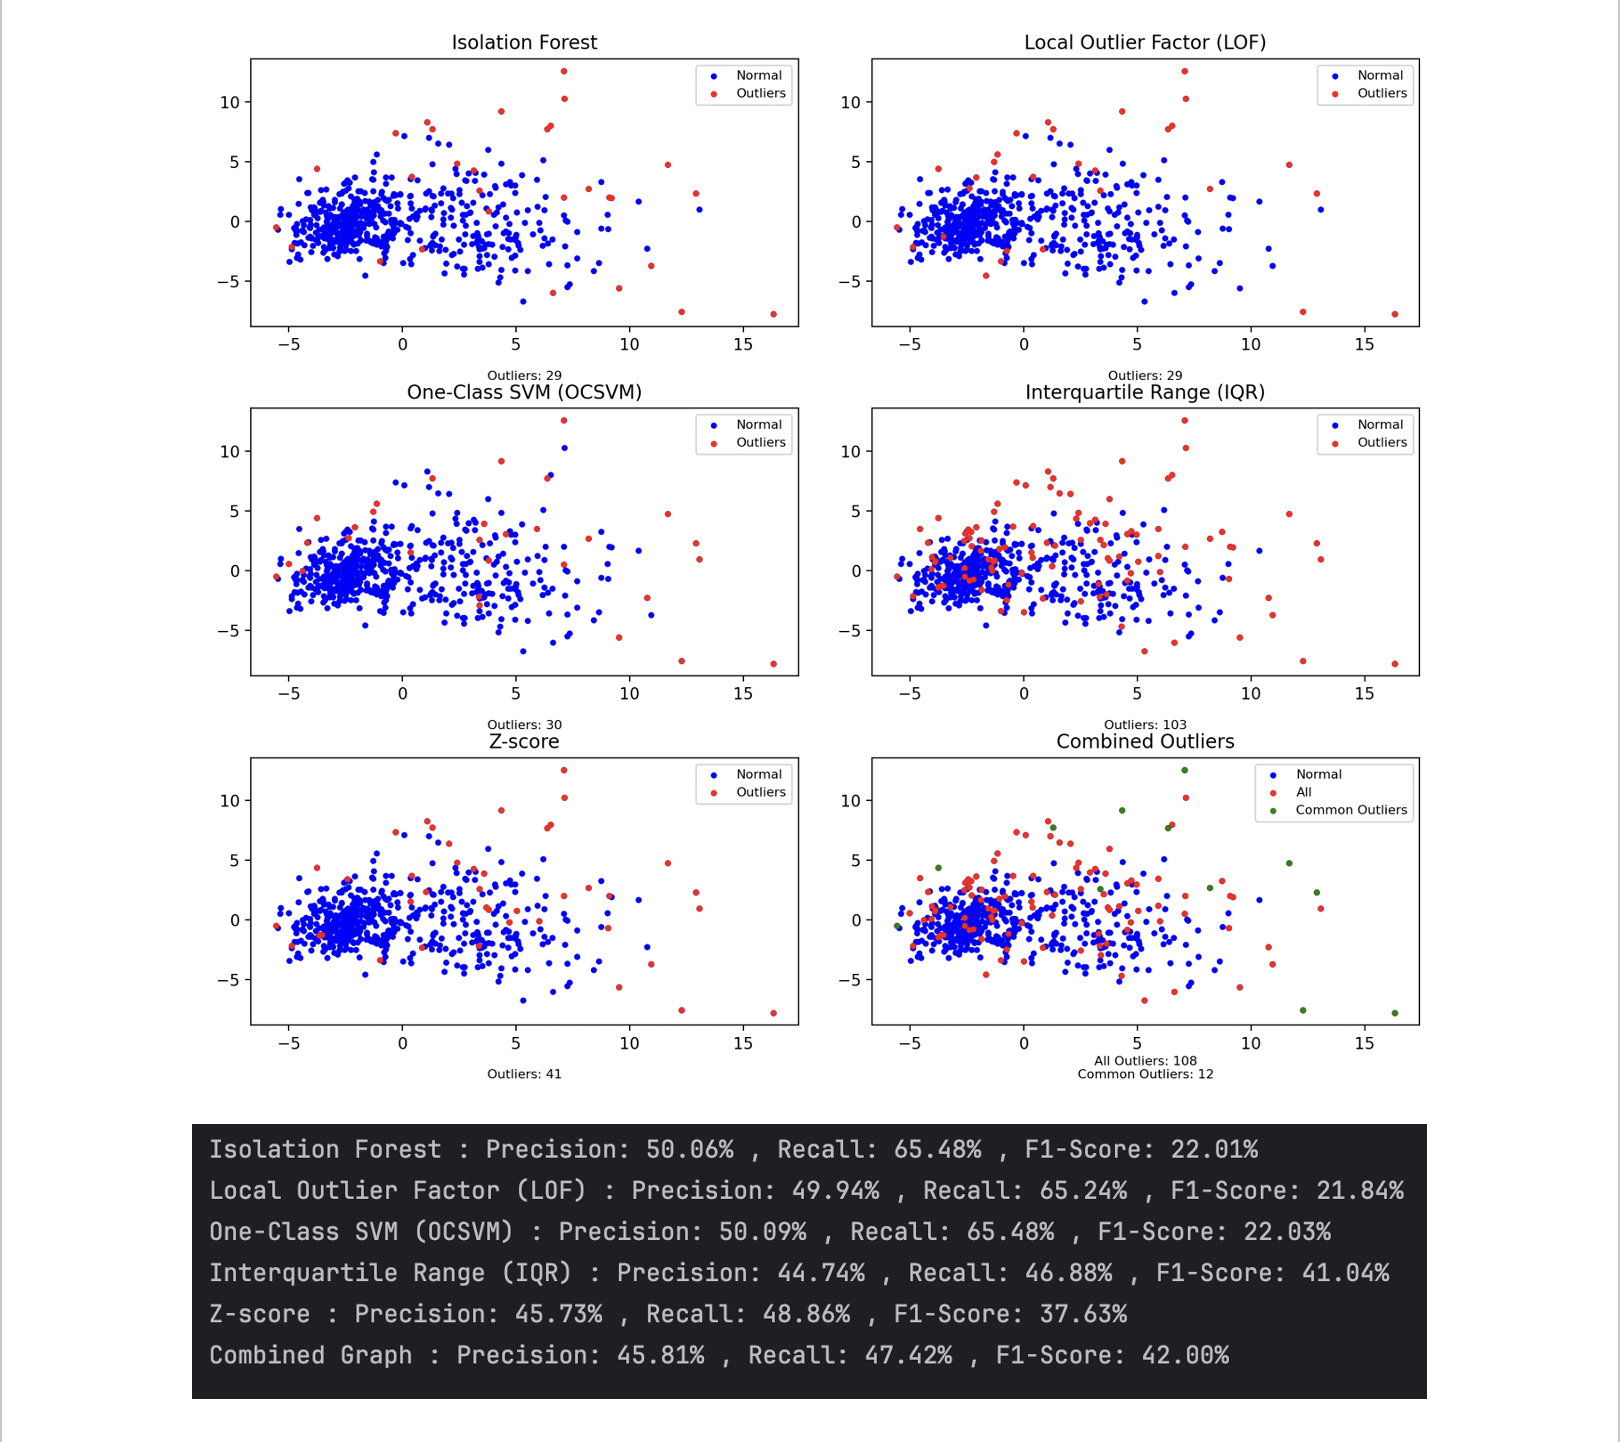 Isolation Forest
Normal
Outliers
10
5
0
−5
−5 0 5 10 15
Outliers: 29
Local Outlier Factor (LOF)
Normal
Outliers
10
5
0
−5
−5 0 5 10 15
Outliers: 29
One-Class SVM (OCSVM)
Normal
Outliers
10
5
0
−5
−5 0 5 10 15
Outliers: 30
Interquartile Range (IQR)
Normal
Outliers
10
5
0
−5
−5 0 5 10 15
Outliers: 103
Z-score
Normal
Outliers
10
5
0
−5
−5 0 5 10 15
Outliers: 41
Combined Outliers
Normal
All
Common Outliers
10
5
0
−5
−5 0 5 10 15
All Outliers: 108
Common Outliers: 12
Isolation Forest : Precision: 50.06% , Recall: 65.48% , F1-Score: 22.01%
Local Outlier Factor (LOF) : Precision: 49.94% , Recall: 65.24% , F1-Score: 21.84%
One-Class SVM (OCSVM) : Precision: 50.09% , Recall: 65.48% , F1-Score: 22.03%
Interquartile Range (IQR) : Precision: 44.74% , Recall: 46.88% , F1-Score: 41.04%
Z-score : Precision: 45.73% , Recall: 48.86% , F1-Score: 37.63%
Combined Graph : Precision: 45.81% , Recall: 47.42% , F1-Score: 42.00%